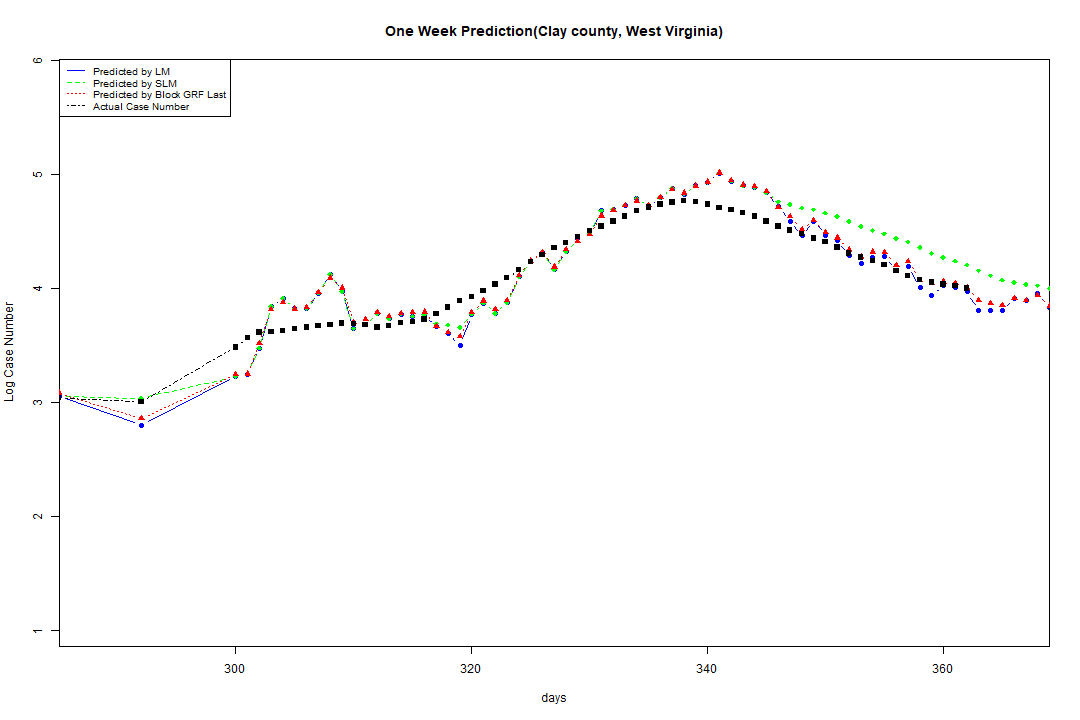 One Week Prediction(Clay county, West Virginia)
Predicted by LM
Predicted by SLM
Predicted by Block GRF Last
Actual Case Number
Log Case Number
6
5
4
3
2
1
300 320 340 360
days